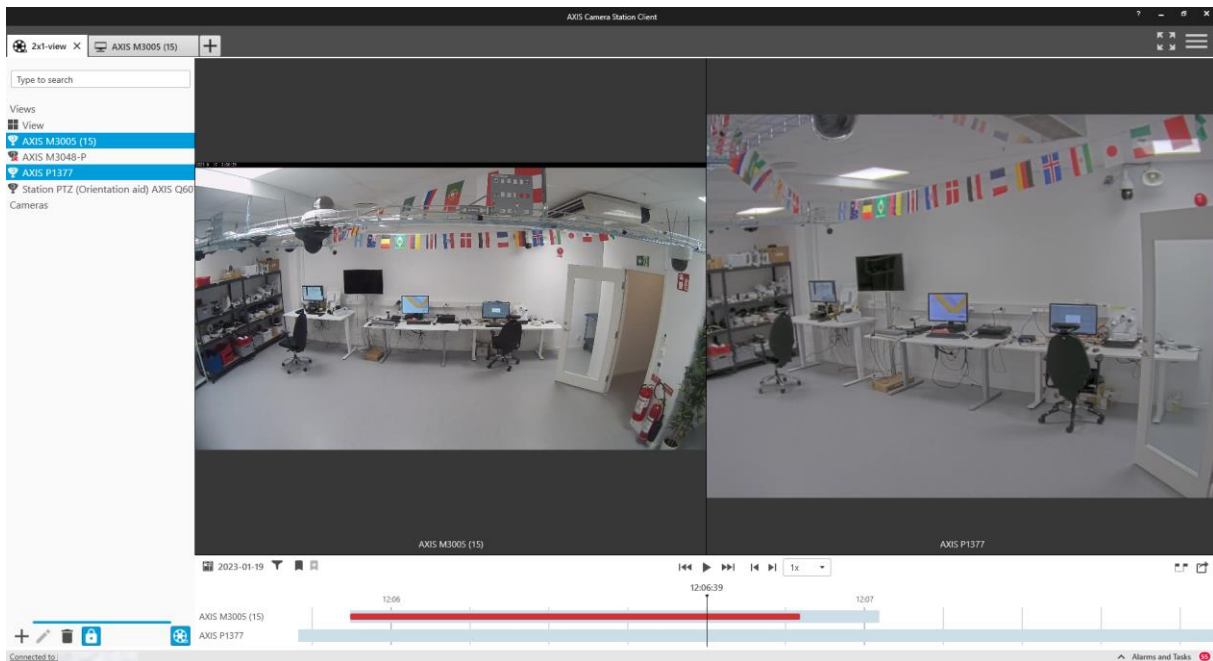 AXIS Camera Station Client
?
2x1-view
AXIS M3005 (15)
Type to search
Views
View
AXIS M3005 (15)
AXIS M3048-P
AXIS P1377
Station PTZ (Orientation aid) AXIS Q60
Cameras
AXIS M3005 (15)
AXIS P1377
2023-01-19
1x
12:06:39
12:06
12:07
AXIS M3005 (15)
AXIS P1377
Connected to
Alarms and Tasks 55